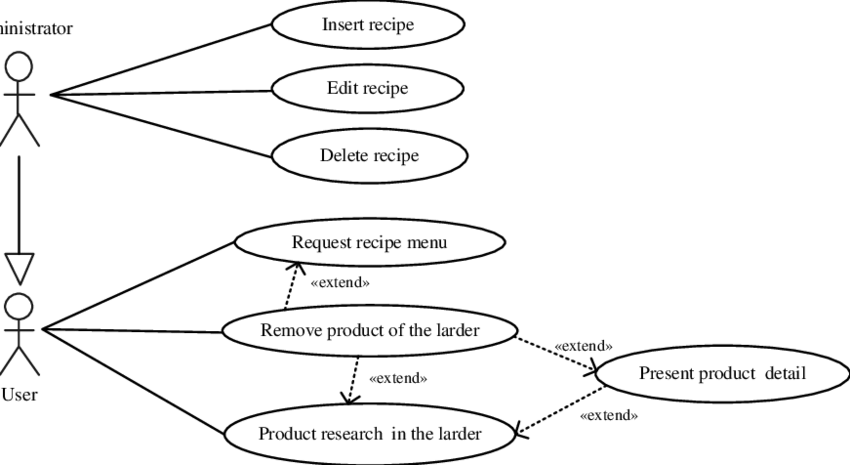 ministrator
Insert recipe
Edit recipe
Delete recipe
Request recipe menu
«extend»
Remove product of the larder
«extend»
Present product detail
«extend»
User
«extend»
Product research in the larder